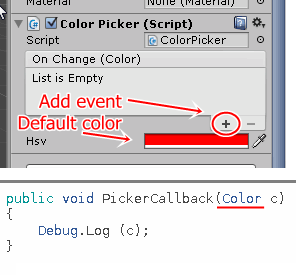 Material None (Material)
Color Picker (Script)
Script ColorPicker
On Change (Color)
List is Empty
Add event
+ −
Default color
Hsv
public void PickerCallback(Color c)
{
Debug.Log (c);
}